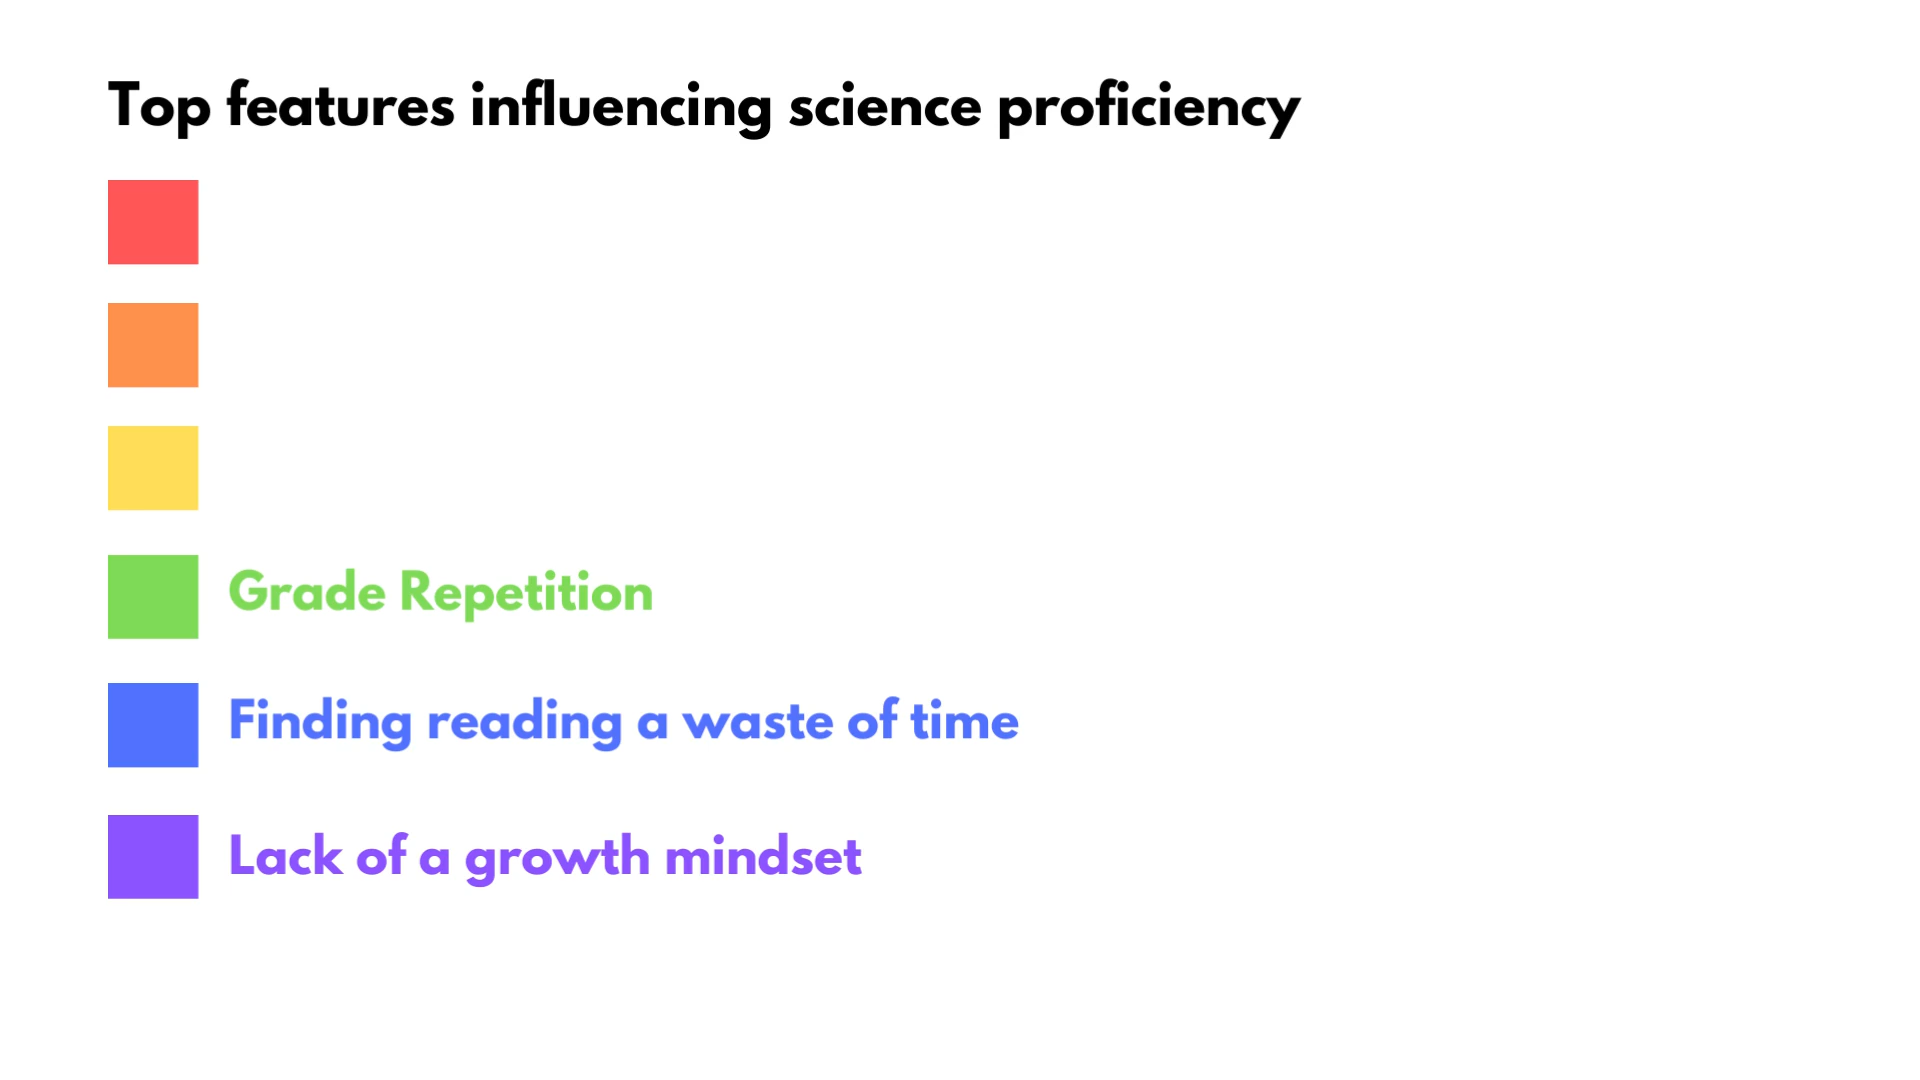 Top features influencing science proficiency
Grade Repetition
Finding reading a waste of time
Lack of a growth mindset